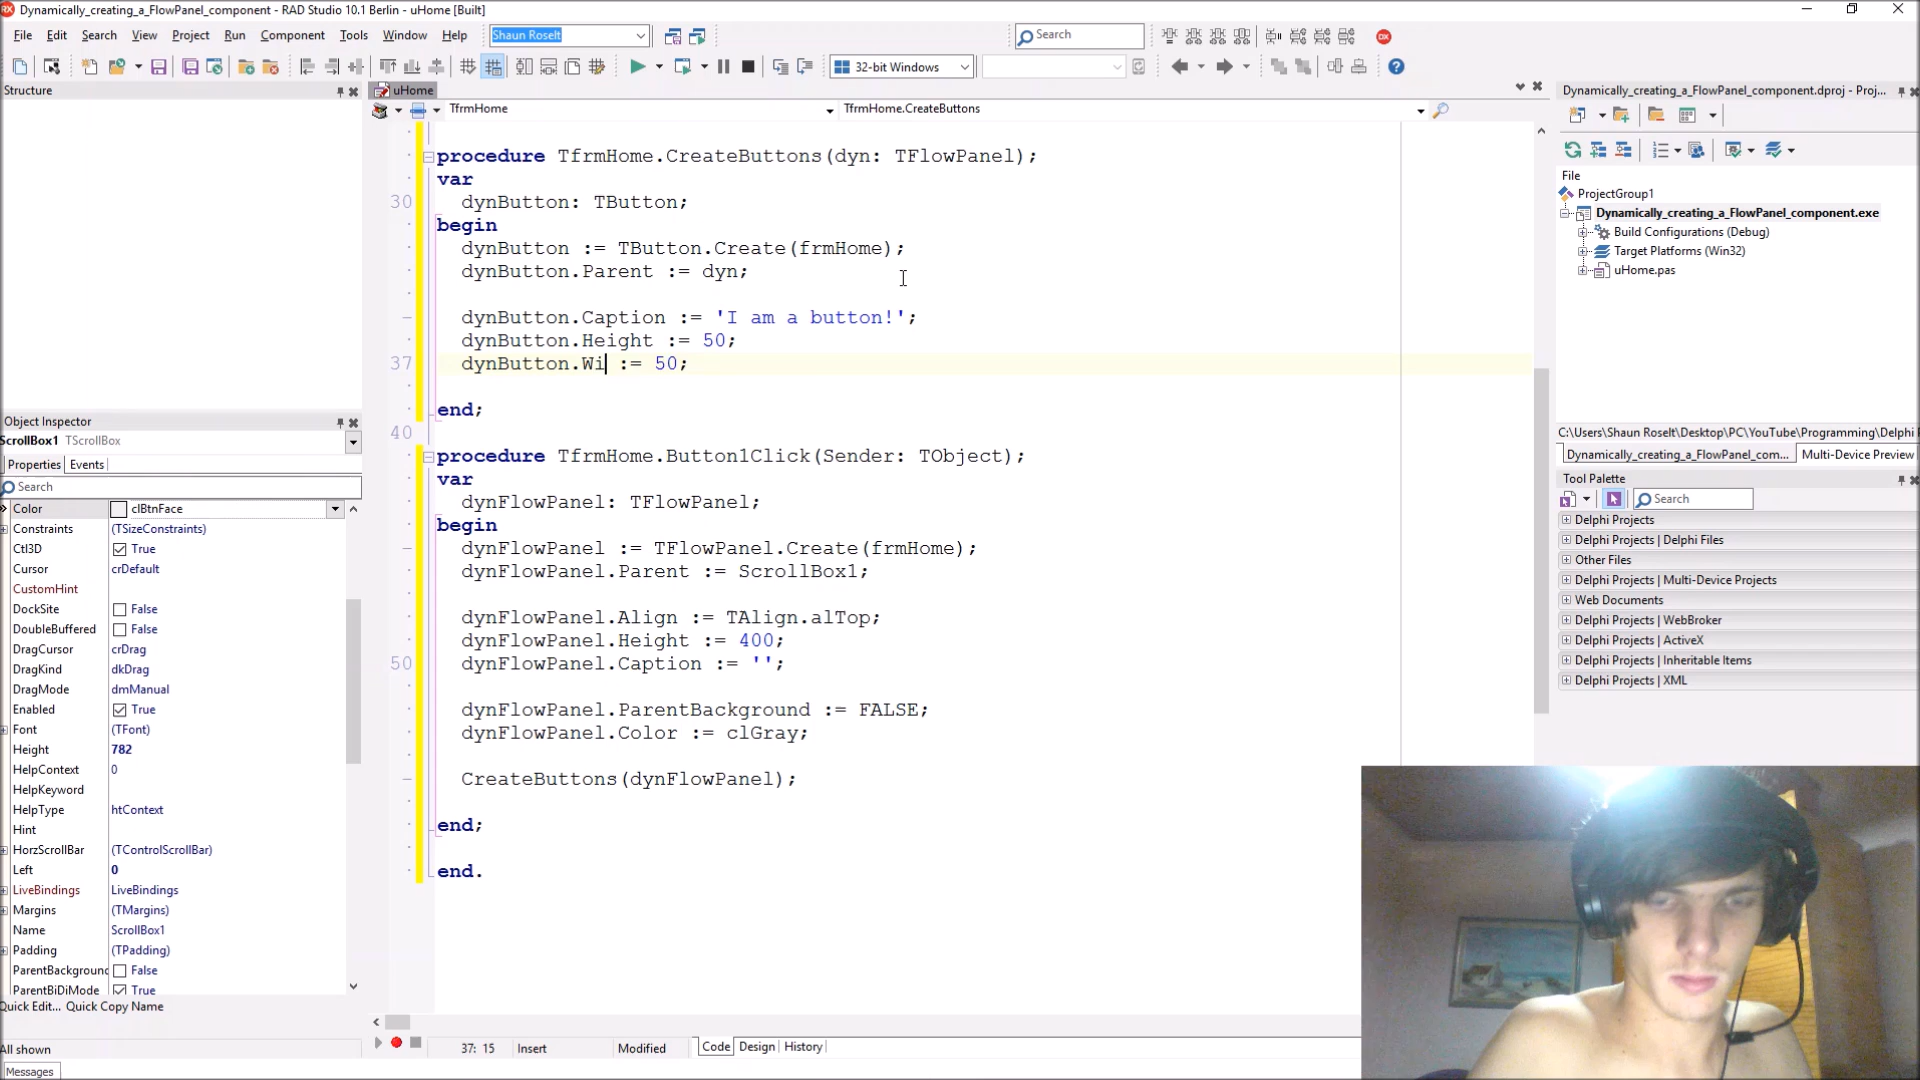 Dynamically_creating_a_FlowPanel_component - RAD Studio 10.1 Berlin - uHome [Built]
File Edit Search View Project Run Component Tools Window Help Shaun Roselt Search
32-bit Windows
Structure
uHome
TfrmHome TfrmHome.CreateButtons
procedure TfrmHome.CreateButtons(dyn: TFlowPanel);
var
30 dynButton: TButton;
begin
dynButton := TButton.Create(frmHome);
dynButton.Parent := dyn;
dynButton.Caption := 'I am a button!';
dynButton.Height := 50;
37 dynButton.Wi := 50;
end;
40
procedure TfrmHome.Button1Click(Sender: TObject);
var
dynFlowPanel: TFlowPanel;
begin
dynFlowPanel := TFlowPanel.Create(frmHome);
dynFlowPanel.Parent := ScrollBox1;
dynFlowPanel.Align := TAlign.alTop;
dynFlowPanel.Height := 400;
50 dynFlowPanel.Caption := '';
dynFlowPanel.ParentBackground := FALSE;
dynFlowPanel.Color := clGray;
CreateButtons(dynFlowPanel);
end;
end.
37: 15 Insert Modified Code Design History
Object Inspector
ScrollBox1 TScrollBox
Properties Events
Search
Color clBtnFace
Constraints (TSizeConstraints)
Ctl3D True
Cursor crDefault
CustomHint
DockSite False
DoubleBuffered False
DragCursor crDrag
DragKind dkDrag
DragMode dmManual
Enabled True
Font (TFont)
Height 782
HelpContext 0
HelpKeyword
HelpType htContext
Hint
HorzScrollBar (TControlScrollBar)
Left 0
LiveBindings LiveBindings
Margins (TMargins)
Name ScrollBox1
Padding (TPadding)
ParentBackground False
ParentBiDiMode True
Quick Edit... Quick Copy Name
All shown
Messages
Dynamically_creating_a_FlowPanel_component.dproj - Proj...
File
ProjectGroup1
Dynamically_creating_a_FlowPanel_component.exe
Build Configurations (Debug)
Target Platforms (Win32)
uHome.pas
C:\Users\Shaun Roselt\Desktop\PC\YouTube\Programming\Delphi
Dynamically_creating_a_FlowPanel_com... Multi-Device Preview
Tool Palette
Search
Delphi Projects
Delphi Projects | Delphi Files
Other Files
Delphi Projects | Multi-Device Projects
Web Documents
Delphi Projects | WebBroker
Delphi Projects | ActiveX
Delphi Projects | Inheritable Items
Delphi Projects | XML